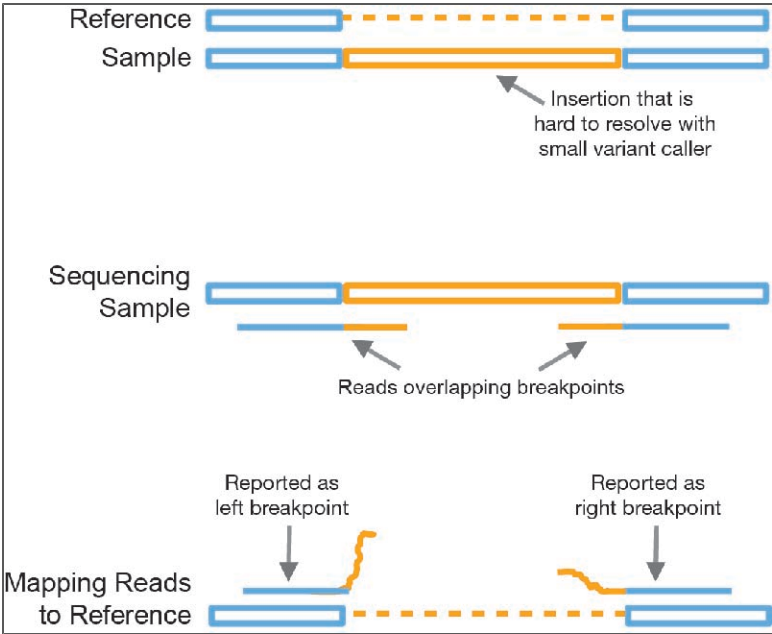 Reference
Sample
Insertion that is
hard to resolve with
small variant caller
Sequencing
Sample
Reads overlapping breakpoints
Reported as
left breakpoint
Reported as
right breakpoint
Mapping Reads
to Reference